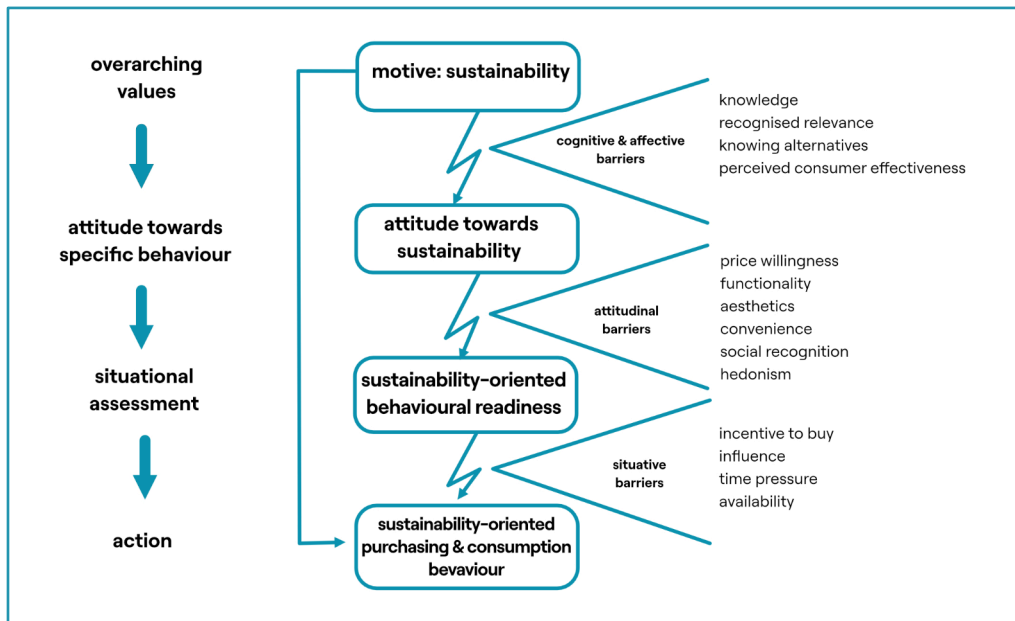 overarching
values
attitude towards
specific behaviour
situational
assessment
action
motive: sustainability
cognitive & affective
barriers
knowledge
recognised relevance
knowing alternatives
perceived consumer effectiveness
attitude towards
sustainability
attitudinal
barriers
price willingness
functionality
aesthetics
convenience
social recognition
hedonism
sustainability-oriented
behavioural readiness
situative
barriers
incentive to buy
influence
time pressure
availability
sustainability-oriented
purchasing & consumption
bevaviour